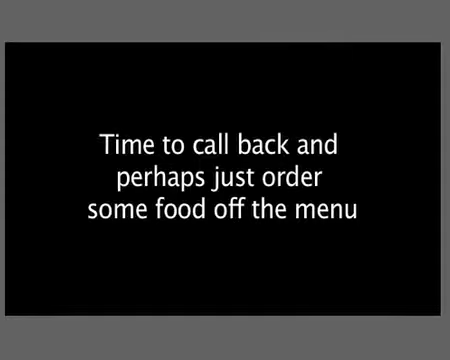 Time to call back and
perhaps just order
some food off the menu